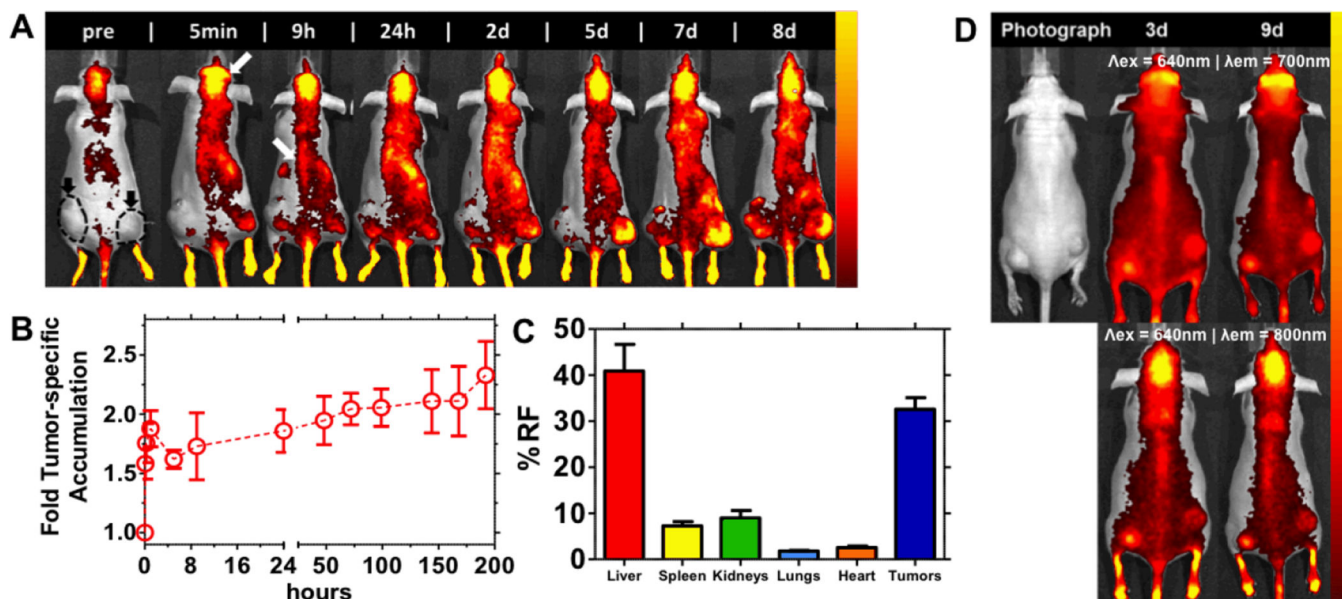 A
pre | 5min | 9h | 24h | 2d | 5d | 7d | 8d
D
Photograph 3d 9d
Λex = 640nm | λem = 700nm
Λex = 640nm | λem = 800nm
B
Fold Tumor-specific
Accumulation
2.5
2.0
1.5
1.0
0 8 16 24 50 100 150 200
hours
C
%RF
50
40
30
20
10
0
Liver Spleen Kidneys Lungs Heart Tumors